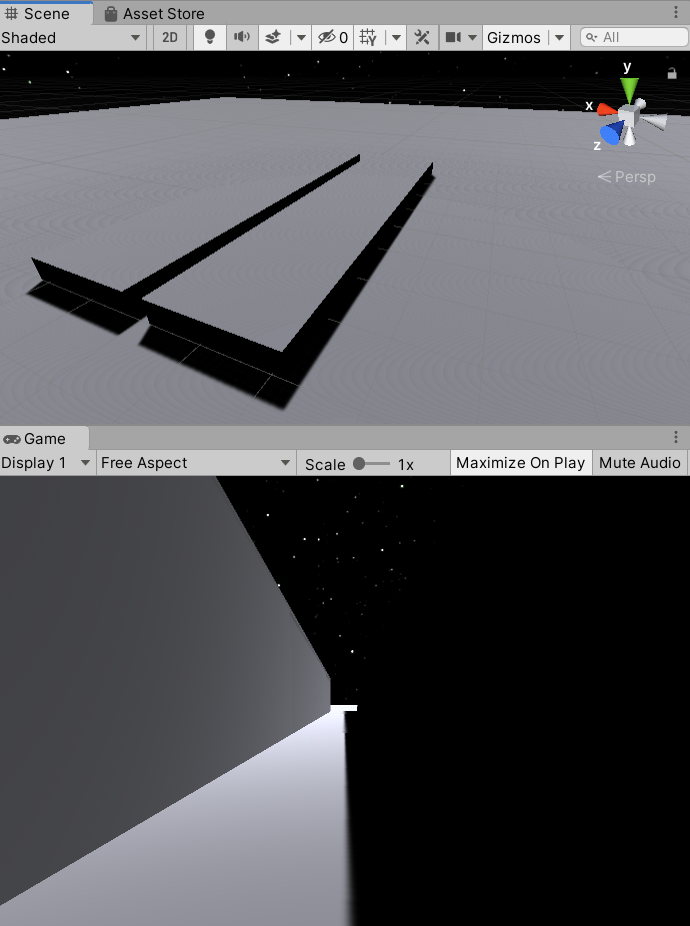 Scene Asset Store
Shaded 2D 0 Gizmos All
y
x
z
Persp
Game
Display 1 Free Aspect Scale 1x Maximize On Play Mute Audio